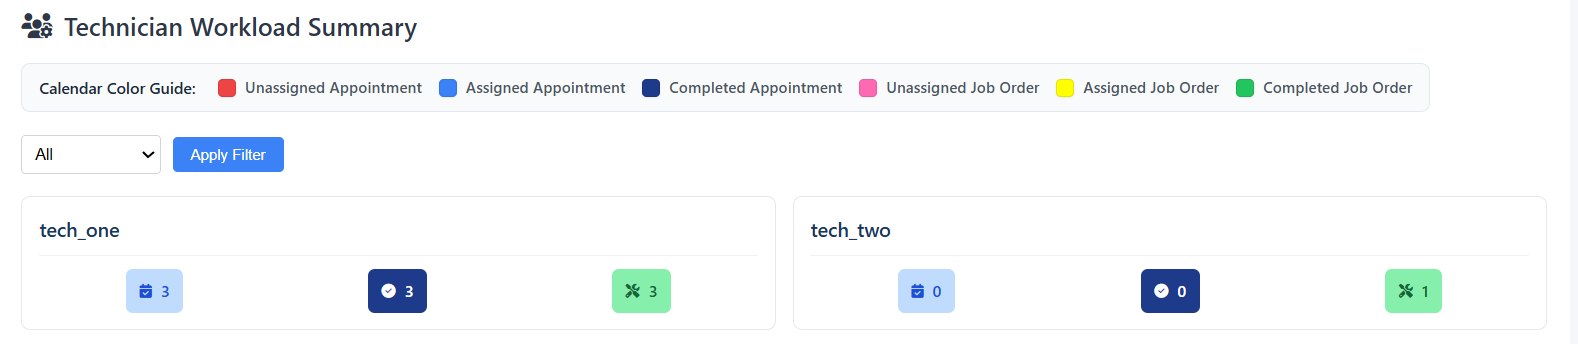 Technician Workload Summary
Calendar Color Guide: Unassigned Appointment Assigned Appointment Completed Appointment Unassigned Job Order Assigned Job Order Completed Job Order
All Apply Filter
tech_one
3 3 3
tech_two
0 0 1